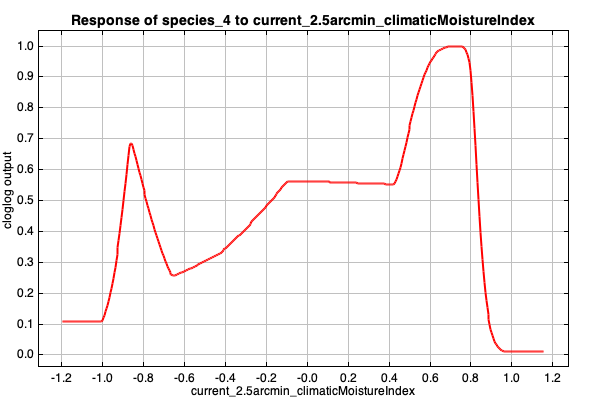 Response of species_4 to current_2.5arcmin_climaticMoistureIndex
1.0
0.9
0.8
0.7
0.6
0.5
0.4
0.3
0.2
0.1
0.0
cloglog output
-1.2 -1.0 -0.8 -0.6 -0.4 -0.2 -0.0 0.2 0.4 0.6 0.8 1.0 1.2
current_2.5arcmin_climaticMoistureIndex